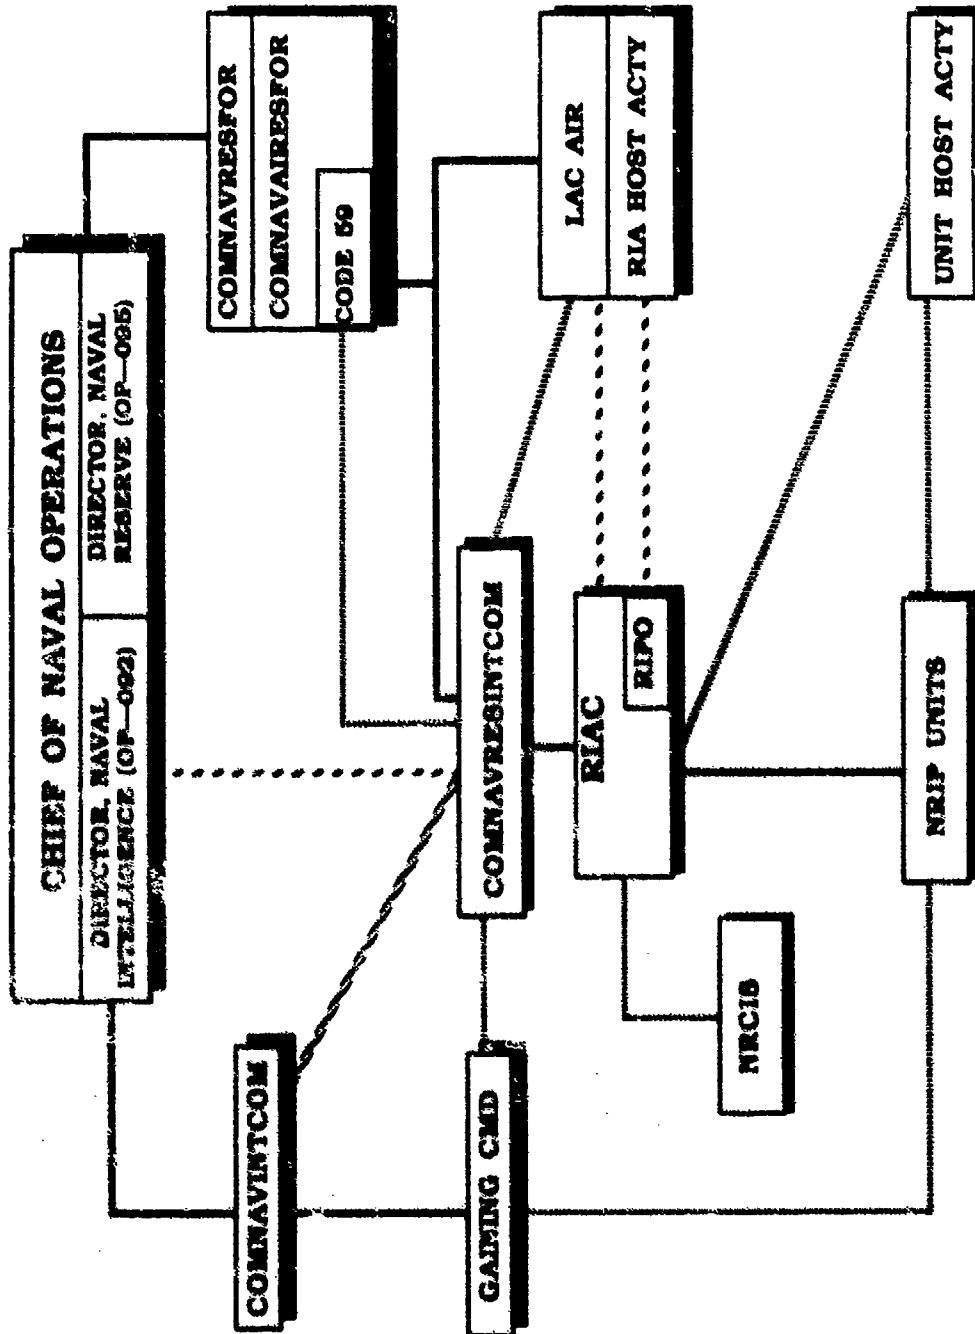 CHIEF OF NAVAL OPERATIONS
DIRECTOR, NAVAL
INTELLIGENCE (OP—092)
DIRECTOR, NAVAL
RESERVE (OP—095)
COMNAVINTCOM
COMNAVRESFOR
COMNAVAIRESFOR
CODE 59
GAINING CMD
COMNAVRESINTCOM
LAC AIR
RIA HOST ACTY
RIAC
RIPO
NRCIS
NRIP UNITS
UNIT HOST ACTY